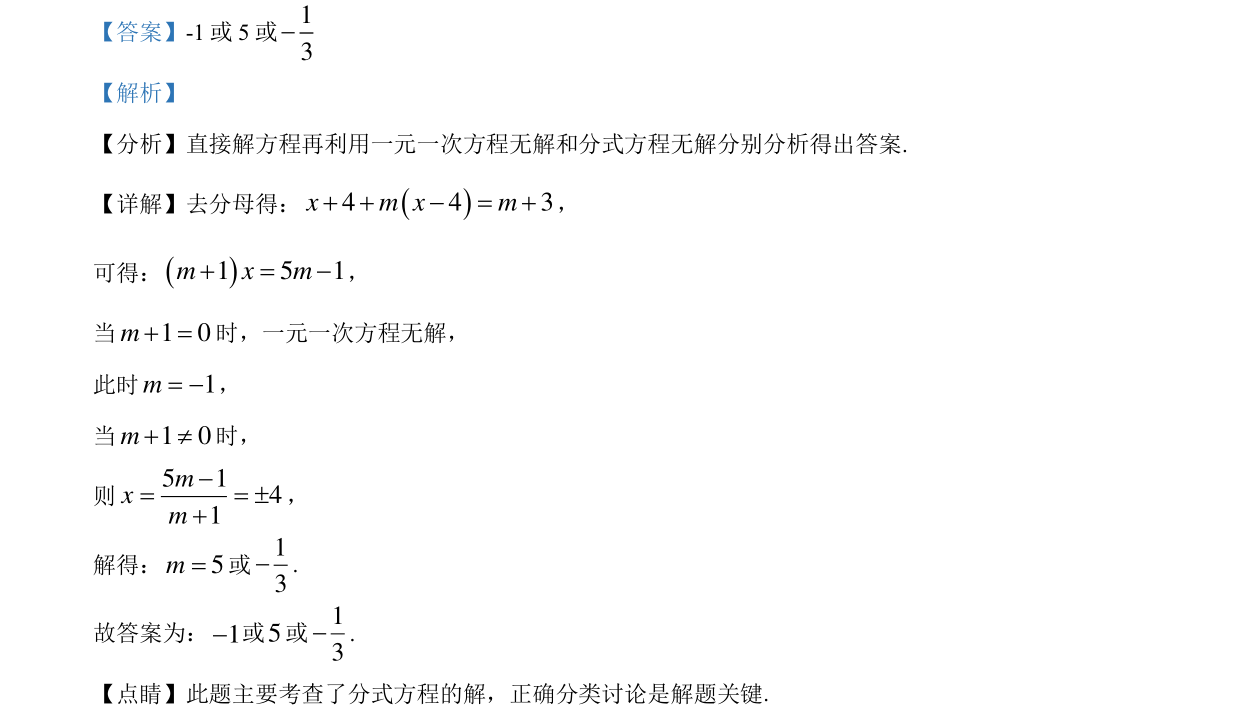 【答案】-1 或 5 或 $-\frac{1}{3}$
【解析】
【分析】直接解方程再利用一元一次方程无解和分式方程无解分别分析得出答案.
【详解】去分母得：$x+4+m(x-4)=m+3$，
可得：$(m+1)x=5m-1$，
当 $m+1=0$ 时，一元一次方程无解，
此时 $m=-1$，
当 $m+1\neq 0$ 时，
则 $x=\frac{5m-1}{m+1}=\pm 4$，
解得：$m=5$ 或 $-\frac{1}{3}$.
故答案为：$-1$ 或 $5$ 或 $-\frac{1}{3}$.
【点睛】此题主要考查了分式方程的解，正确分类讨论是解题关键.